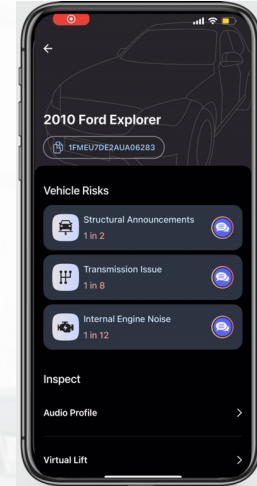 2010 Ford Explorer
1FMEU7DE2AUA06283
Vehicle Risks
Structural Announcements
1 in 2
Transmission Issue
1 in 8
Internal Engine Noise
1 in 12
Inspect
Audio Profile
Virtual Lift